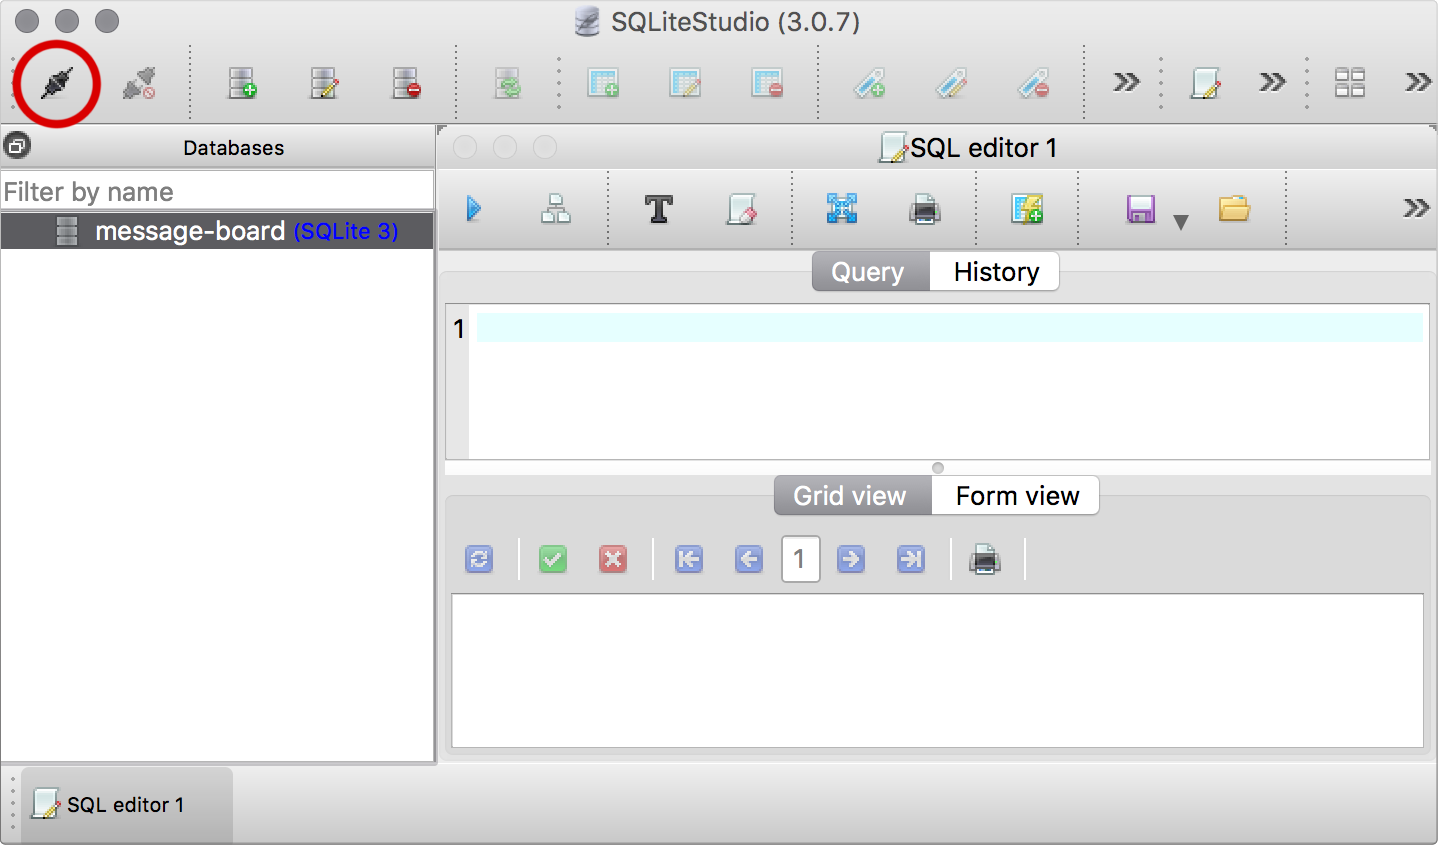 SQLiteStudio (3.0.7)
Databases
Filter by name
message-board (SQLite 3)
SQL editor 1
Query
History
1
Grid view
Form view
1
SQL editor 1